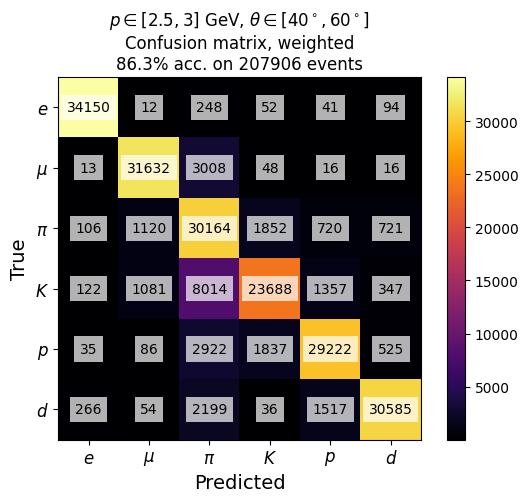 p ∈ [2.5, 3] GeV, θ ∈ [40°, 60°]
Confusion matrix, weighted
86.3% acc. on 207906 events
e 34150 12 248 52 41 94
μ 13 31632 3008 48 16 16
π 106 1120 30164 1852 720 721
K 122 1081 8014 23688 1357 347
p 35 86 2922 1837 29222 525
d 266 54 2199 36 1517 30585
e μ π K p d
Predicted
True
30000
25000
20000
15000
10000
5000